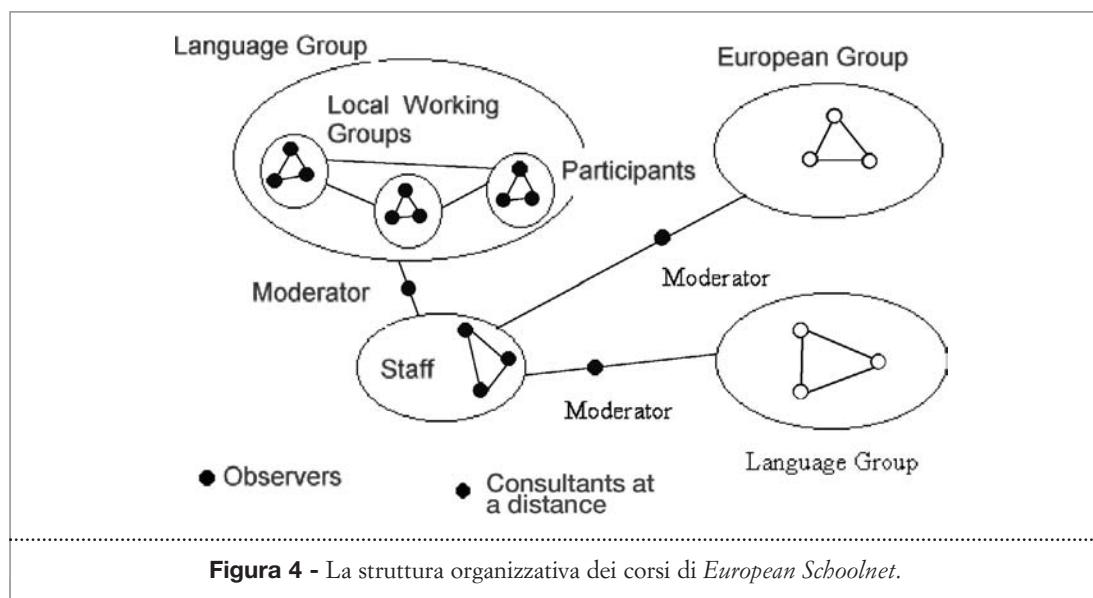 Language Group
European Group
Local Working
Groups
Participants
Moderator
Moderator
Staff
Moderator
Language Group
Observers
Consultants at
a distance
Figura 4 - La struttura organizzativa dei corsi di European Schoolnet.